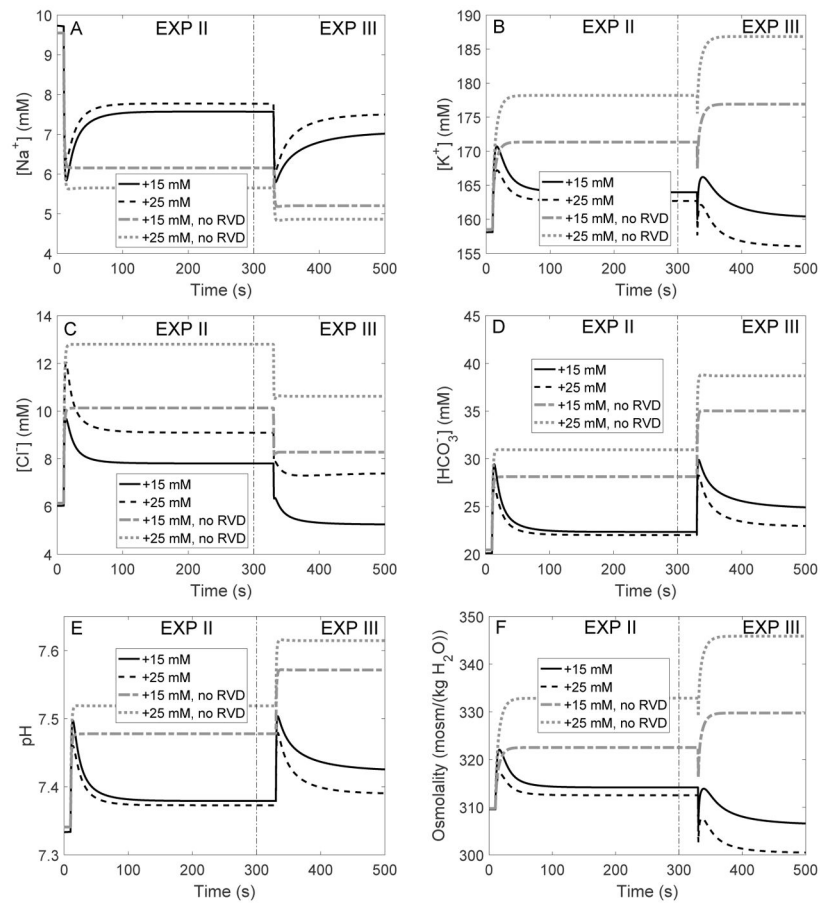 A EXP II EXP III
[Na⁺] (mM)
10
9
8
7
6
5
4
+15 mM
+25 mM
+15 mM, no RVD
+25 mM, no RVD
0 100 200 300 400 500
Time (s)
B EXP II EXP III
[K⁺] (mM)
190
185
180
175
170
165
160
155
+15 mM
+25 mM
+15 mM, no RVD
+25 mM, no RVD
0 100 200 300 400 500
Time (s)
C EXP II EXP III
[Cl⁻] (mM)
14
12
10
8
6
4
+15 mM
+25 mM
+15 mM, no RVD
+25 mM, no RVD
0 100 200 300 400 500
Time (s)
D EXP II EXP III
[HCO₃⁻] (mM)
40
35
30
25
20
+15 mM
+25 mM
+15 mM, no RVD
+25 mM, no RVD
0 100 200 300 400 500
Time (s)
E EXP II EXP III
pH
7.6
7.5
7.4
7.3
+15 mM
+25 mM
+15 mM, no RVD
+25 mM, no RVD
0 100 200 300 400 500
Time (s)
F EXP II EXP III
Osmolality (mosm/(kg H₂O))
350
340
330
320
310
300
+15 mM
+25 mM
+15 mM, no RVD
+25 mM, no RVD
0 100 200 300 400 500
Time (s)